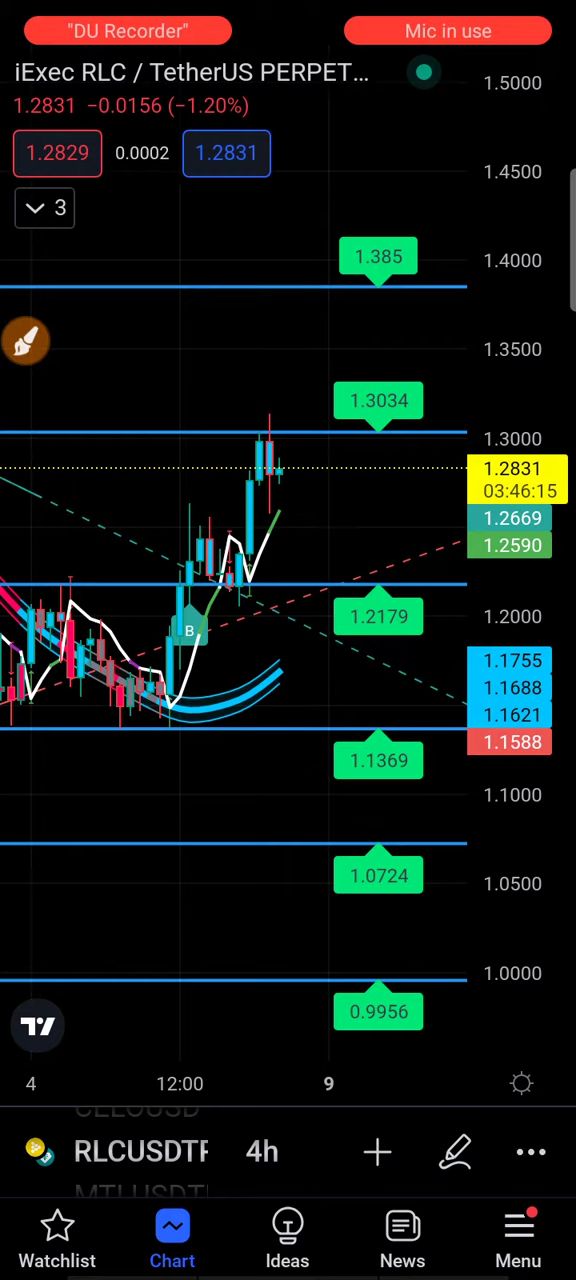 "DU Recorder"
Mic in use
iExec RLC / TetherUS PERPET...
1.2831 −0.0156 (−1.20%)
1.2829
0.0002
1.2831
3
1.5000
1.4500
1.4000
1.3500
1.3000
1.2831
03:46:15
1.2669
1.2590
1.2000
1.1755
1.1688
1.1621
1.1588
1.1000
1.0500
1.0000
1.385
1.3034
1.2179
B
1.1369
1.0724
0.9956
4
12:00
9
RLCUSDTF
4h
Watchlist
Chart
Ideas
News
Menu